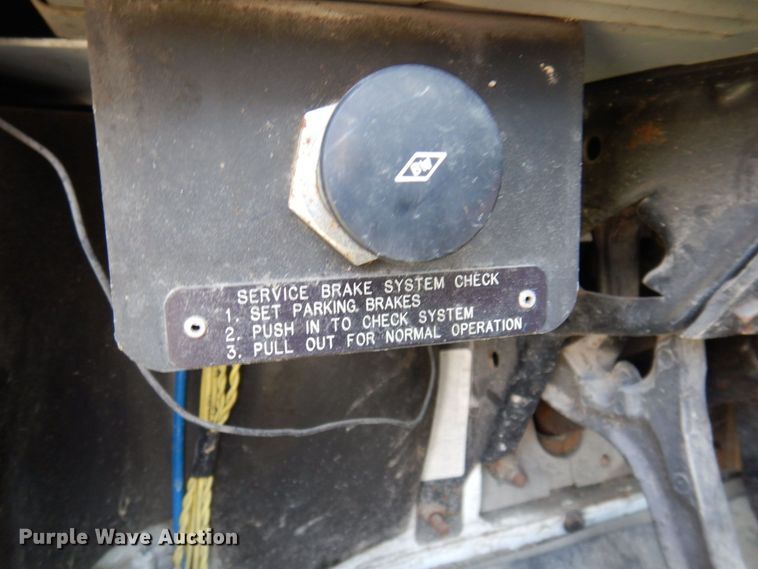 SERVICE BRAKE SYSTEM CHECK
1. SET PARKING BRAKES
2. PUSH IN TO CHECK SYSTEM
3. PULL OUT FOR NORMAL OPERATION
Purple Wave Auction